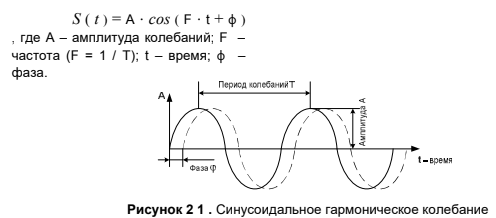 S ( t ) = A · cos ( F · t + ϕ )
, где A – амплитуда колебаний; F –
частота (F = 1 / T); t – время; ϕ –
фаза.
Период колебаний T
A
Амплитуда A
t – время
Фаза φ
Рисунок 2 1 . Синусоидальное гармоническое колебание